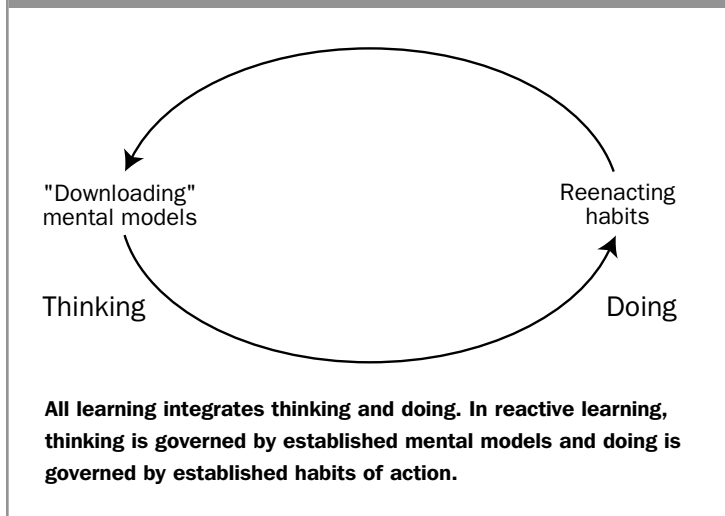 "Downloading"
mental models
Reenacting
habits
Thinking
Doing
All learning integrates thinking and doing. In reactive learning,
thinking is governed by established mental models and doing is
governed by established habits of action.